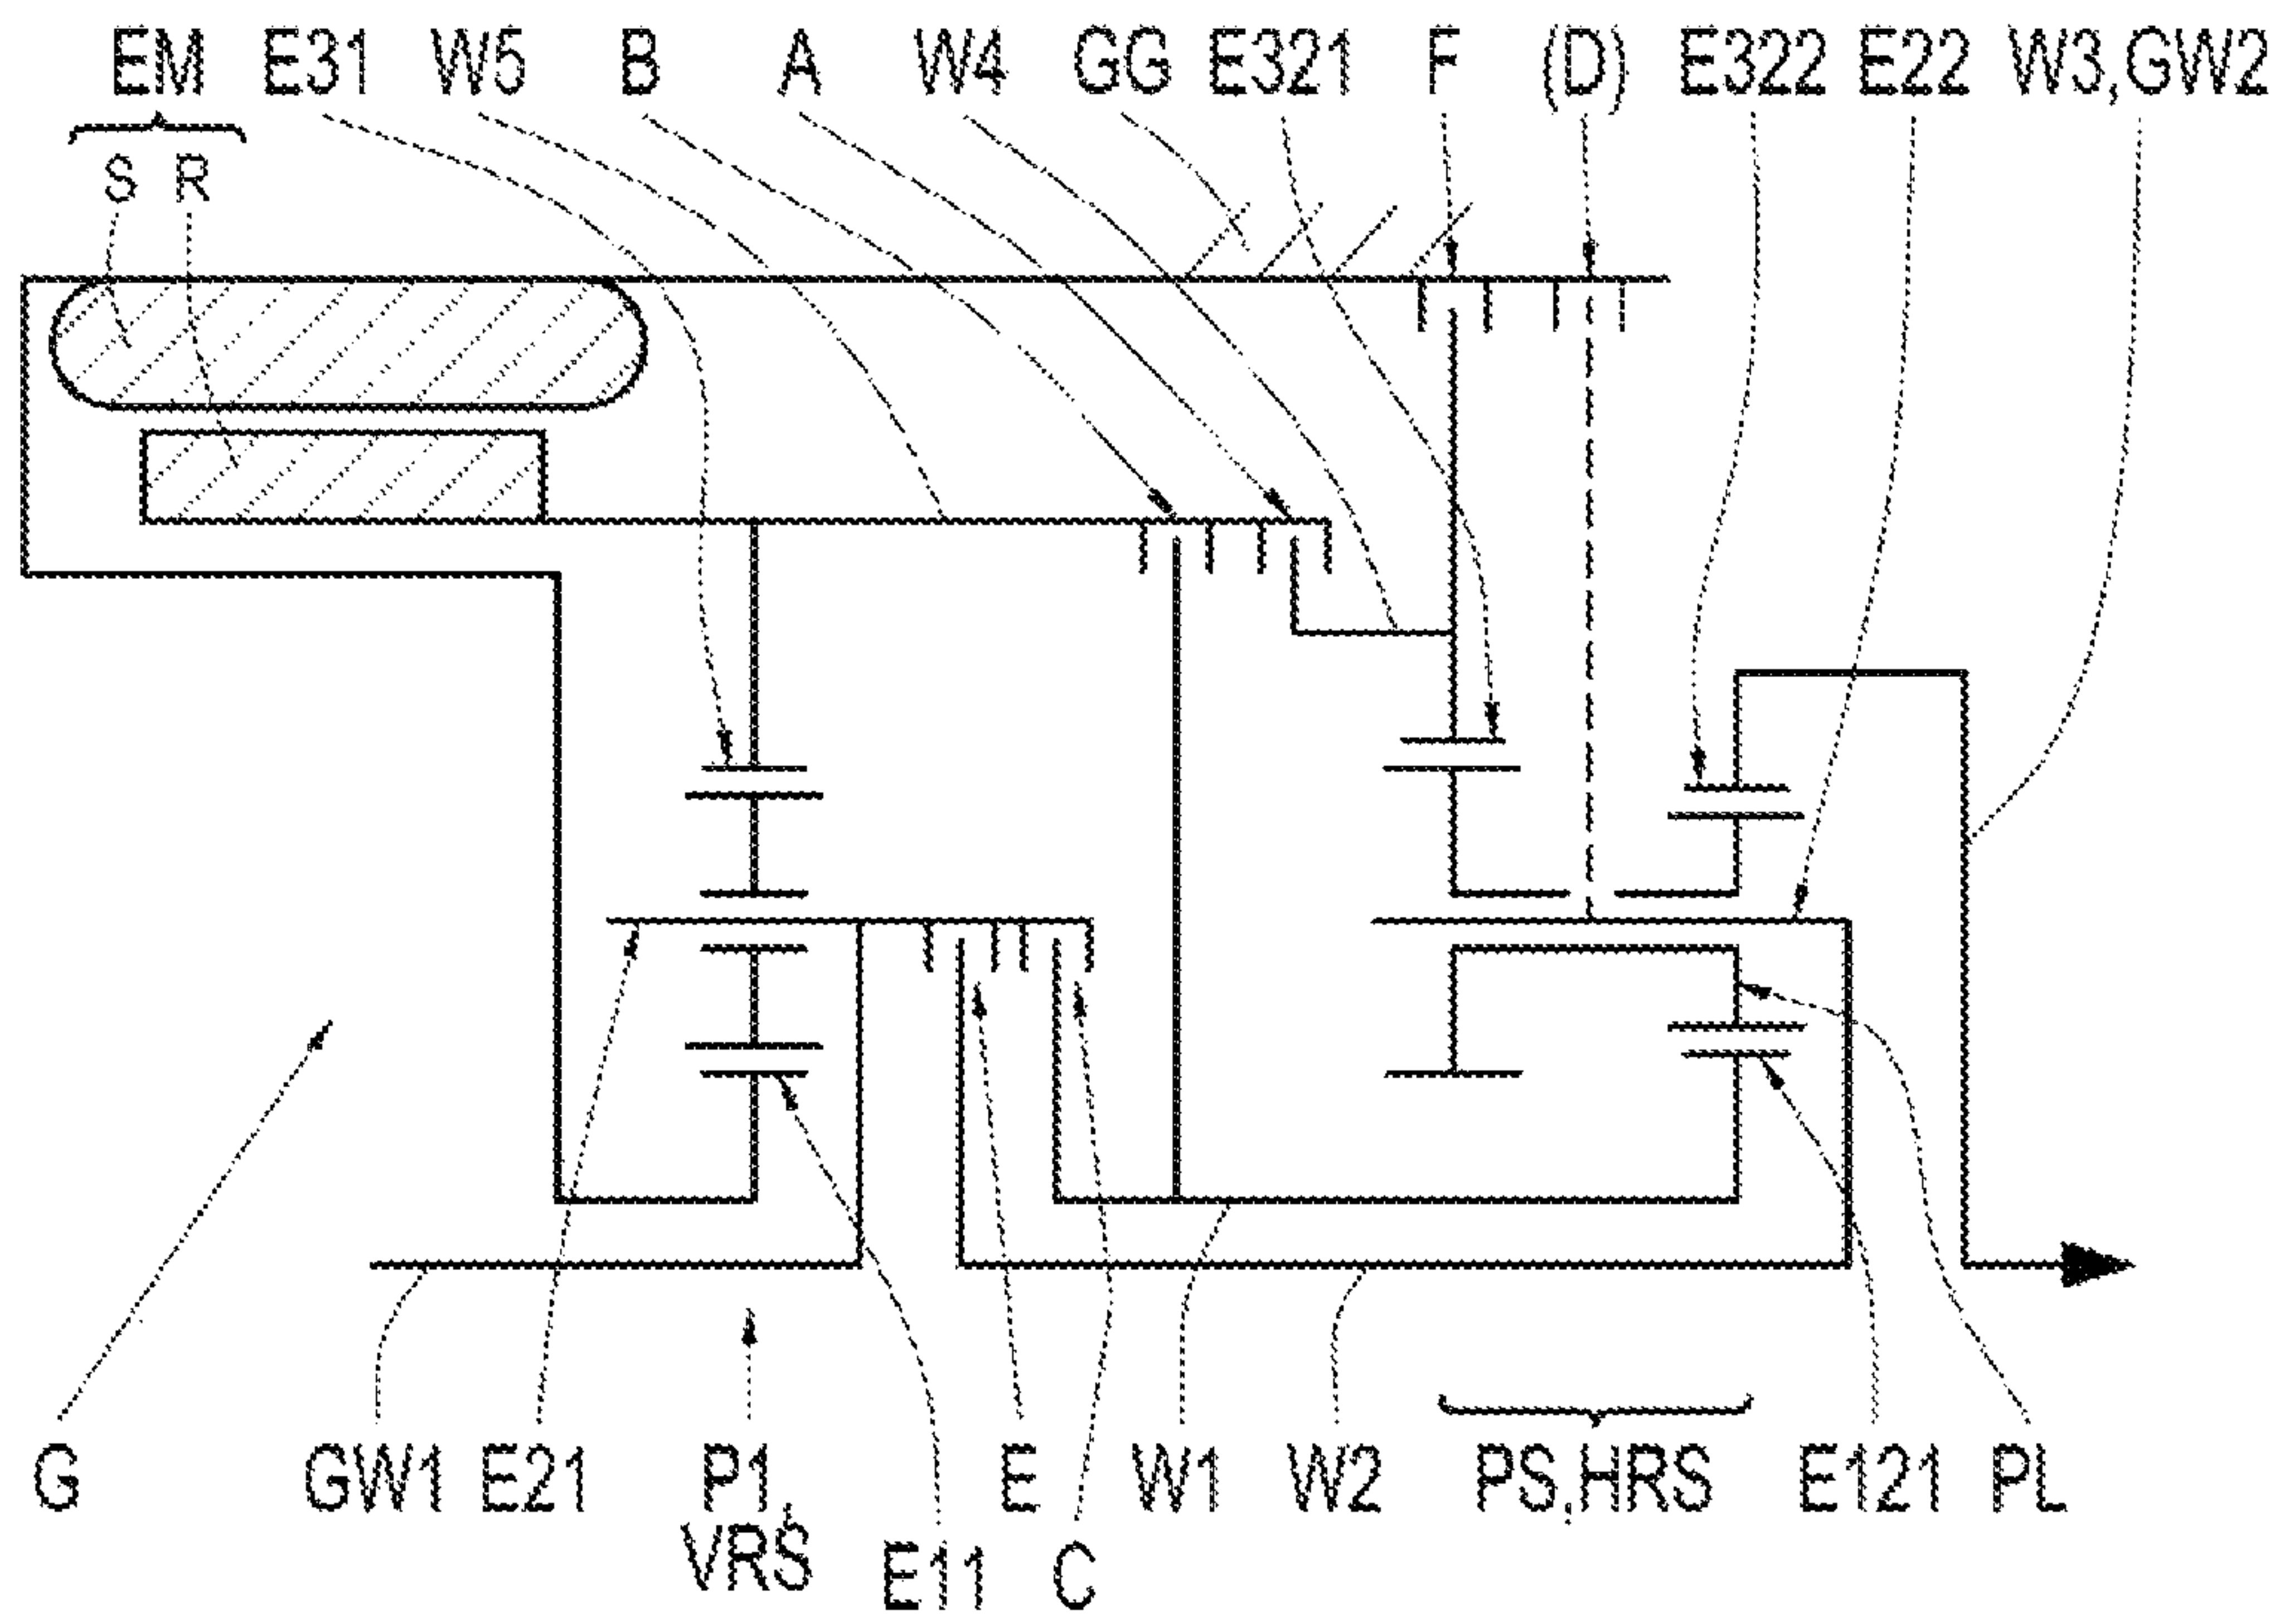 EM E31 W5 B A W4 GG E321 F (D) E322 E22 W3,GW2
S R
G GW1 E21 P1, E W1 W2 PS,HRS E121 PL
VRS E11 C